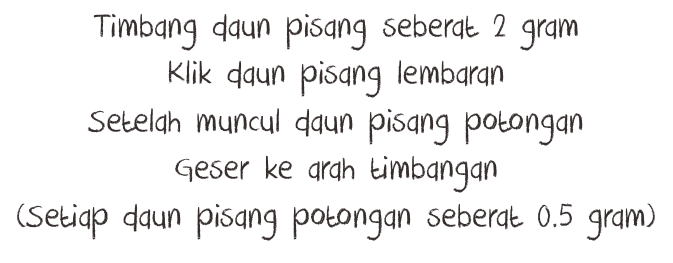 Timbang daun pisang seberat 2 gram
Klik daun pisang lembaran
Setelah muncul daun pisang potongan
Geser ke arah timbangan
(Setiap daun pisang potongan seberat 0.5 gram)